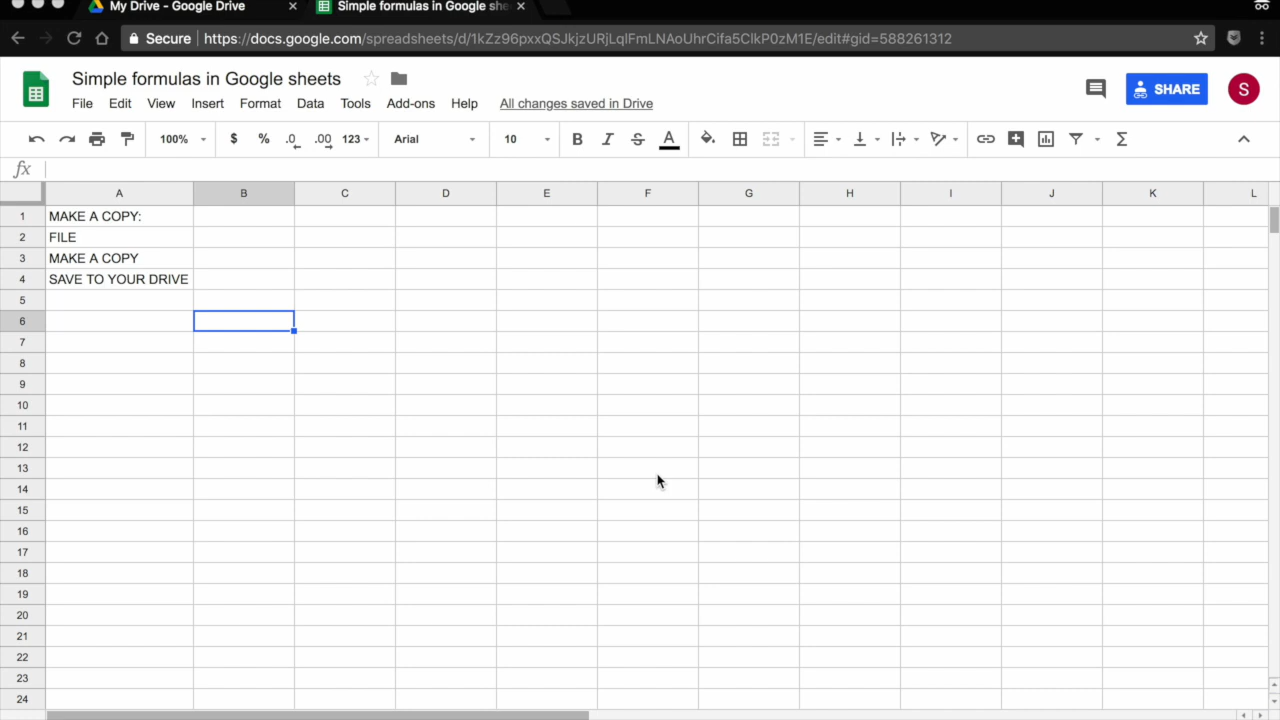 My Drive - Google Drive
Simple formulas in Google she
Secure
https://docs.google.com/spreadsheets/d/1kZz96pxxQSJkjzURjLqlFmLNAoUhrCifa5ClkP0zM1E/edit#gid=588261312
Simple formulas in Google sheets
File Edit View Insert Format Data Tools Add-ons Help All changes saved in Drive
SHARE
S
100% $ % .0 .00 123 Arial 10 B I S A Σ
fx
A B C D E F G H I J K L
1 MAKE A COPY:
2 FILE
3 MAKE A COPY
4 SAVE TO YOUR DRIVE
5
6
7
8
9
10
11
12
13
14
15
16
17
18
19
20
21
22
23
24